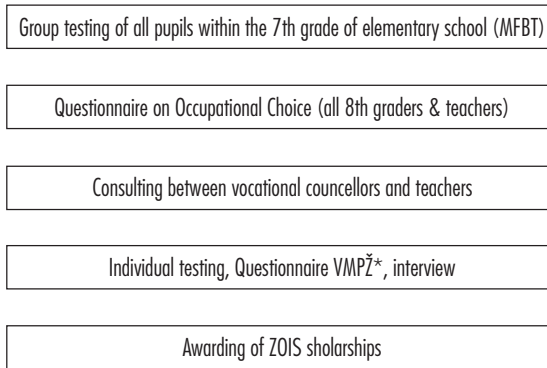 Group testing of all pupils within the 7th grade of elementary school (MFBT)
Questionnaire on Occupational Choice (all 8th graders & teachers)
Consulting between vocational councellors and teachers
Individual testing, Questionnaire VMPŽ*, interview
Awarding of ZOIS sholarships